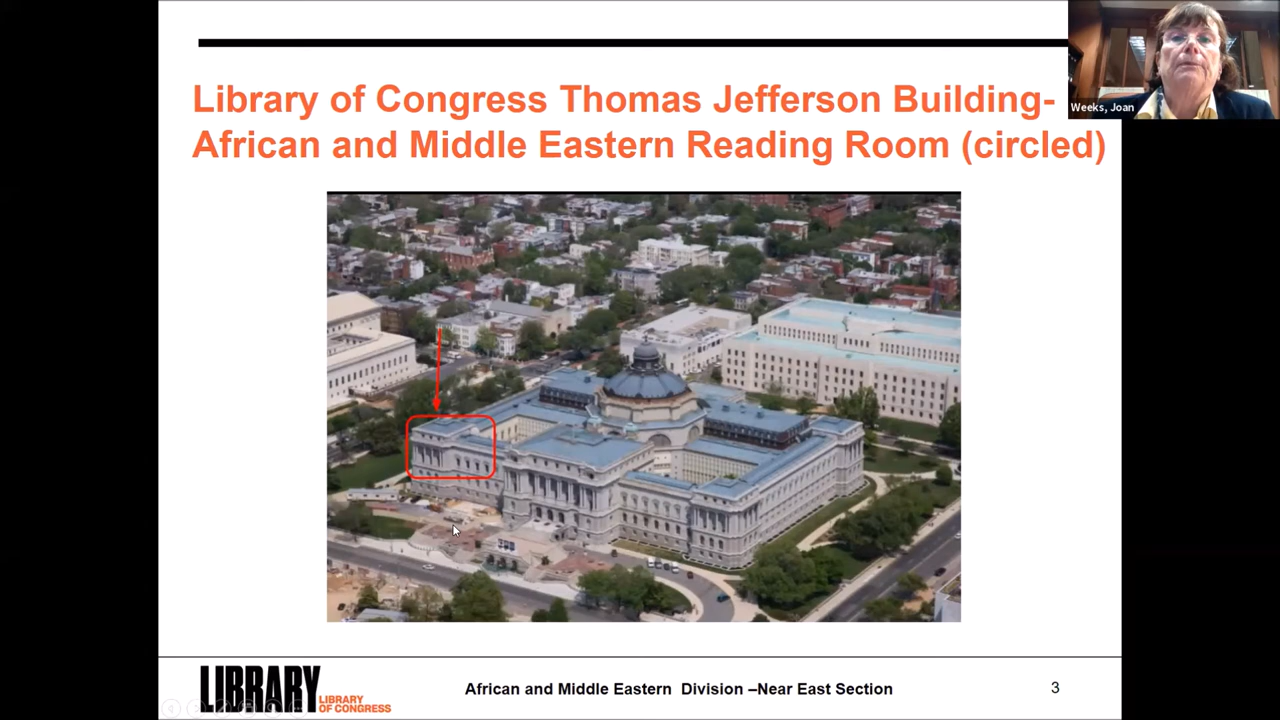 Library of Congress Thomas Jefferson Building-
African and Middle Eastern Reading Room (circled)
Weeks, Joan
LIBRARY
LIBRARY
OF CONGRESS
African and Middle Eastern Division –Near East Section
3